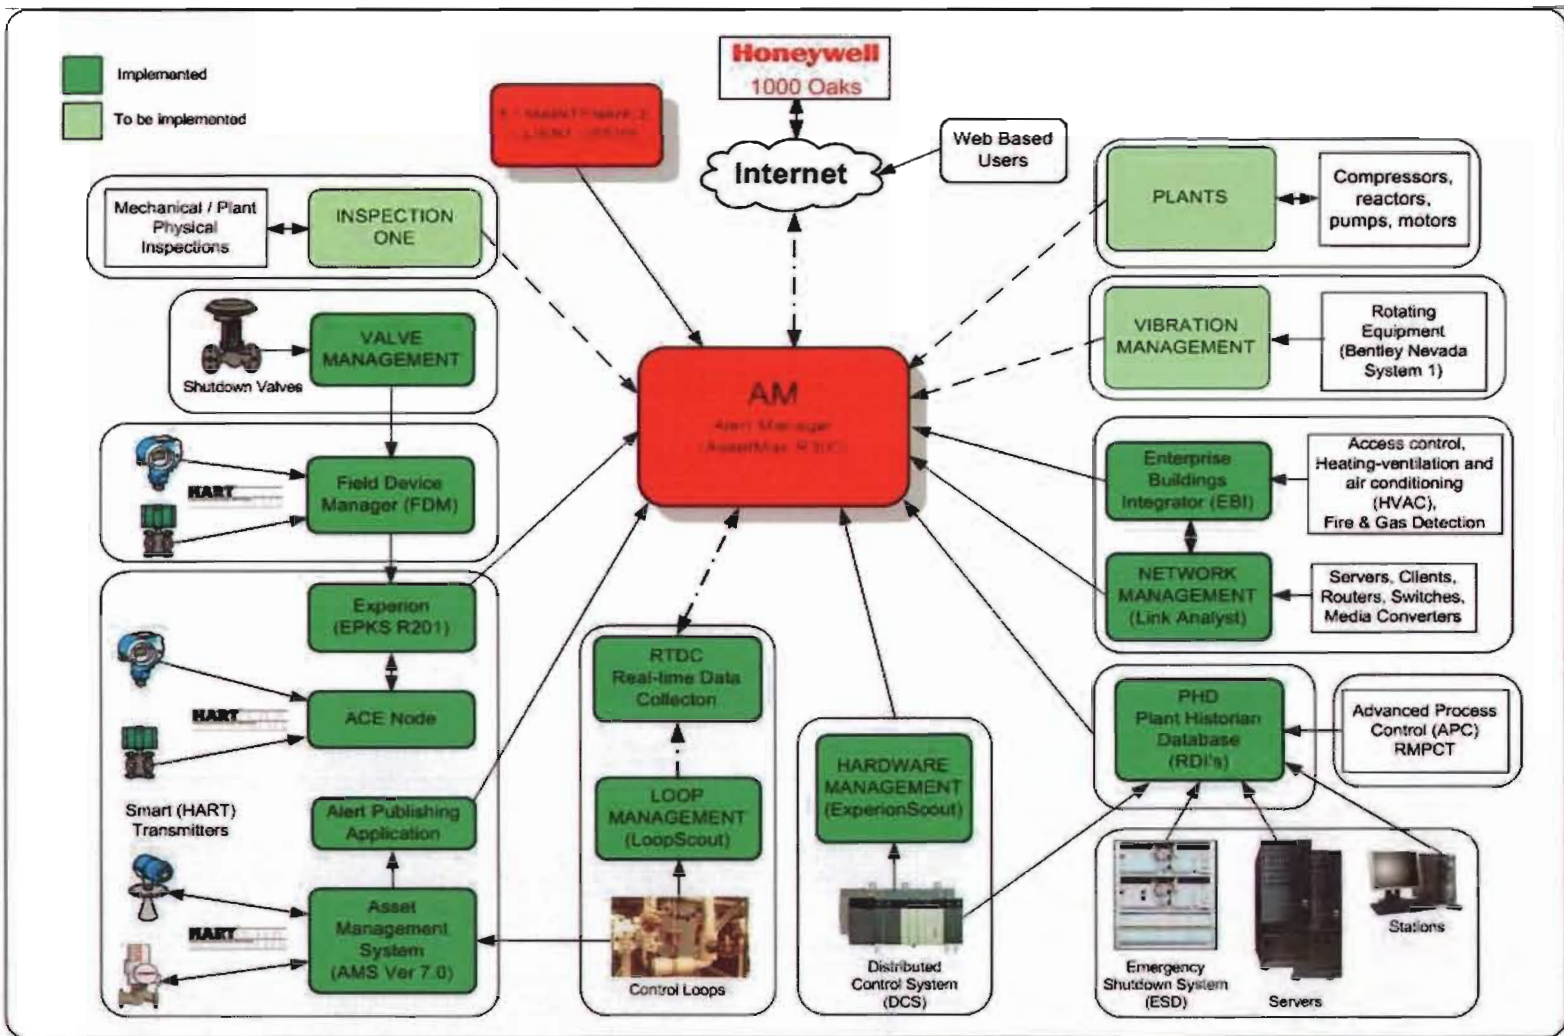 Implemented
To be implemented
Honeywell
1000 Oaks
Internet
Web Based
Users
Mechanical / Plant
Physical
Inspections
INSPECTION
ONE
PLANTS
Compressors,
reactors,
pumps, motors
VALVE
MANAGEMENT
Shutdown Valves
VIBRATION
MANAGEMENT
Rotating
Equipment
(Bentley Nevada
System 1)
AM
Alert Manager
HART
Field Device
Manager (FDM)
Enterprise
Buildings
Integrator (EBI)
Access control,
Heating-ventilation and
air conditioning
(HVAC),
Fire & Gas Detection
NETWORK
MANAGEMENT
(Link Analyst)
Servers, Clients,
Routers, Switches,
Media Converters
Experion
(EPKS R201)
HART
ACE Node
RTDC
Real-time Data
Collecton
PHD
Plant Historian
Database
(RDI's)
Advanced Process
Control (APC)
RMPCT
Smart (HART)
Transmitters
Alert Publishing
Application
LOOP
MANAGEMENT
(LoopScout)
HARDWARE
MANAGEMENT
(ExperionScout)
HART
Asset
Management
System
(AMS Ver 7.0)
Control Loops
Distributed
Control System
(DCS)
Emergency
Shutdown System
(ESD)
Servers
Stations